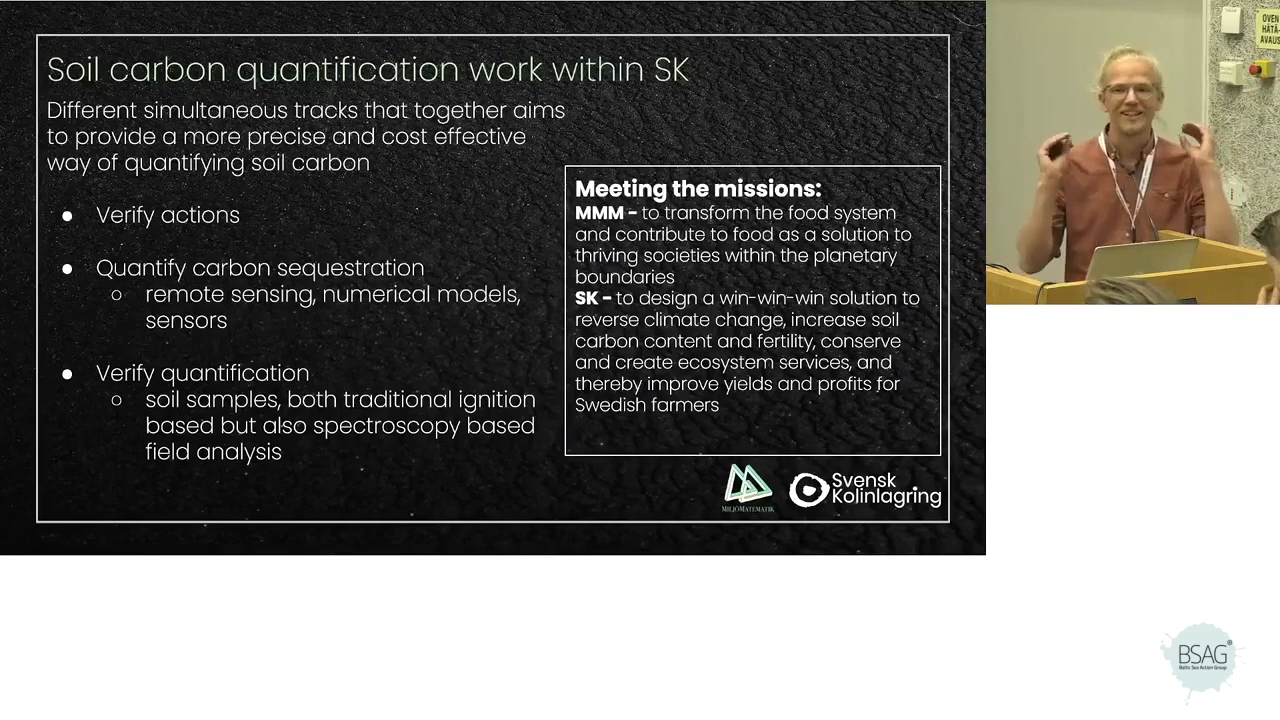 Soil carbon quantification work within SK
Different simultaneous tracks that together aims
to provide a more precise and cost effective
way of quantifying soil carbon
● Verify actions
● Quantify carbon sequestration
○ remote sensing, numerical models,
sensors
● Verify quantification
○ soil samples, both traditional ignition
based but also spectroscopy based
field analysis
Meeting the missions:
MMM - to transform the food system
and contribute to food as a solution to
thriving societies within the planetary
boundaries
SK - to design a win-win-win solution to
reverse climate change, increase soil
carbon content and fertility, conserve
and create ecosystem services, and
thereby improve yields and profits for
Swedish farmers
MILJÖMATEMATIK
Svensk
Kolinlagring
OVEN
HÄTÄ-
AVAUS
BSAG®
Baltic Sea Action Group